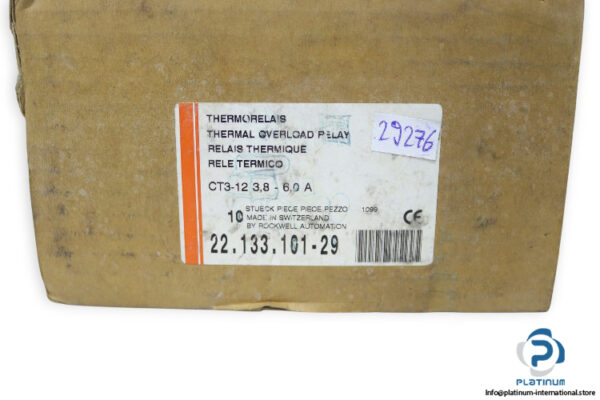 THERMORELAIS
THERMAL OVERLOAD RELAY
RELAIS THERMIQUE
RELE TERMICO
29276
CT3-12 3,8 - 6,0 A
10 STUECK PIECE PIECE PEZZO 1099
MADE IN SWITZERLAND
BY ROCKWELL AUTOMATION
CE
22.133.101-29
PLATINUM
Info@platinum-international.store